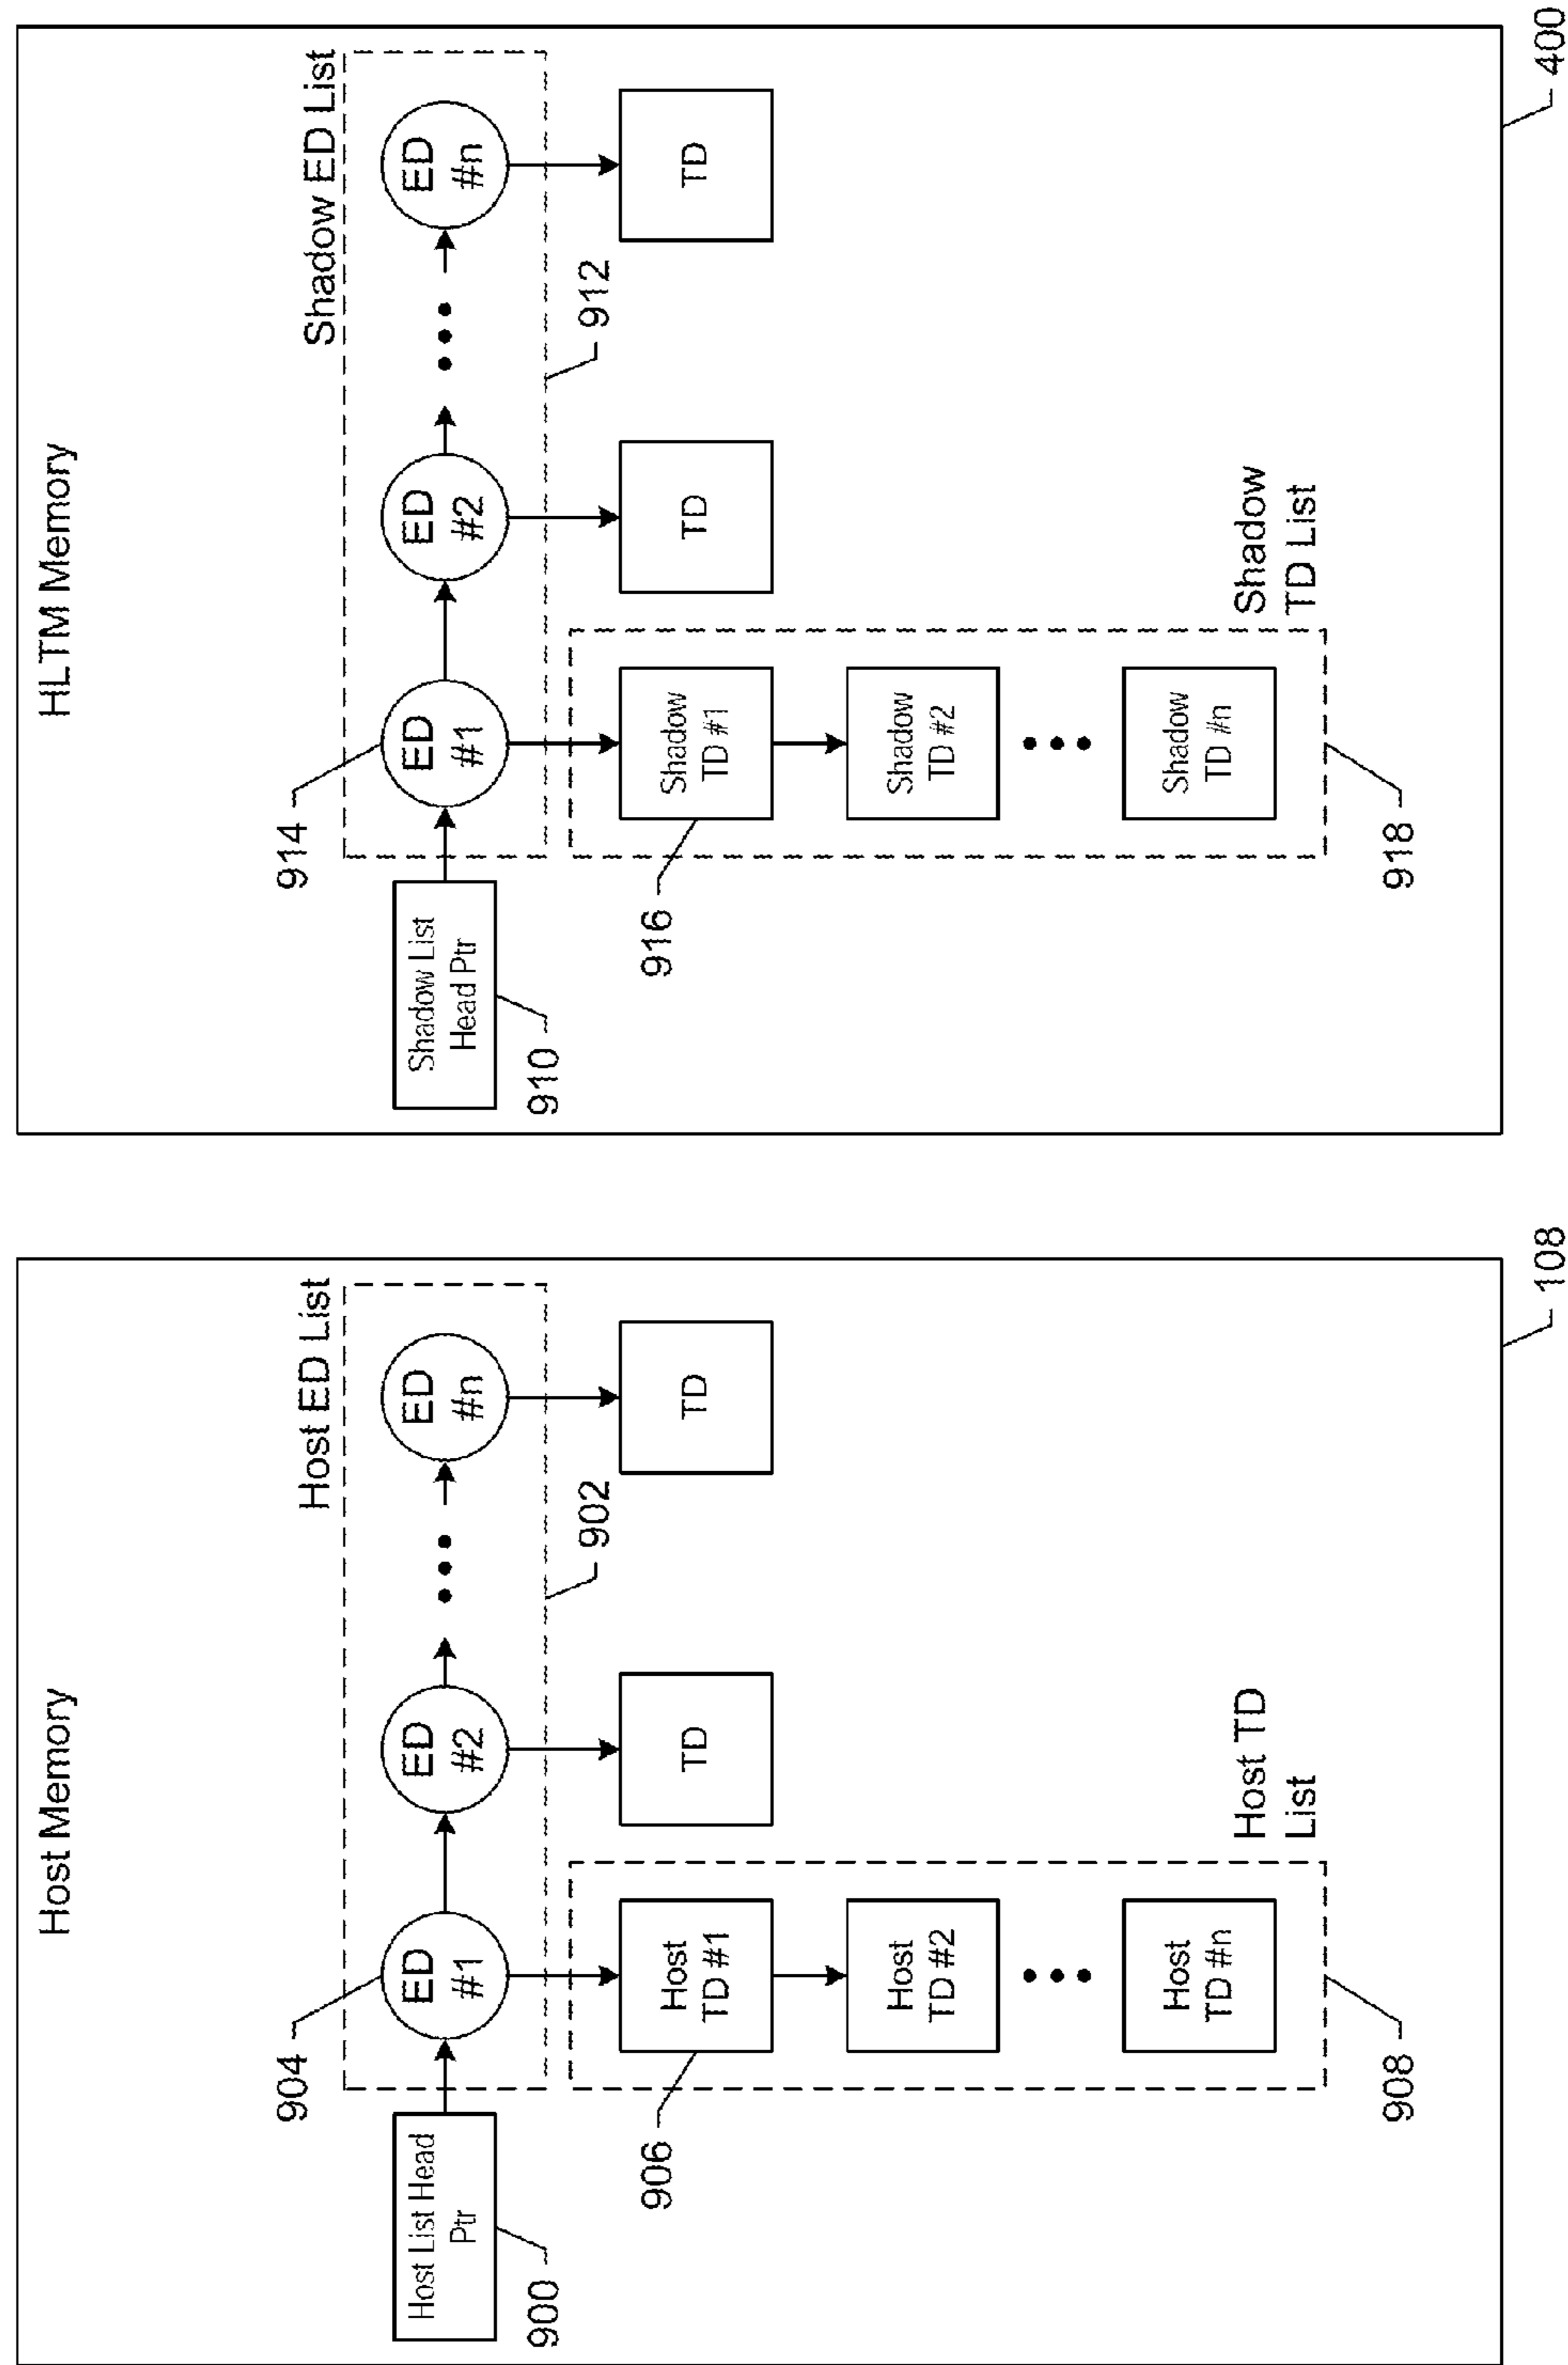 Host Memory
Host ED List
904
Host List Head
Ptr
900
ED
#1
ED
#2
ED
#n
902
906
Host
TD #1
TD
TD
Host
TD #2
Host
TD #n
Host TD
List
908
108
HLTM Memory
Shadow ED List
914
Shadow List
Head Ptr
910
ED
#1
ED
#2
ED
#n
912
916
Shadow
TD #1
TD
TD
Shadow
TD #2
Shadow
TD #n
Shadow
TD List
918
400